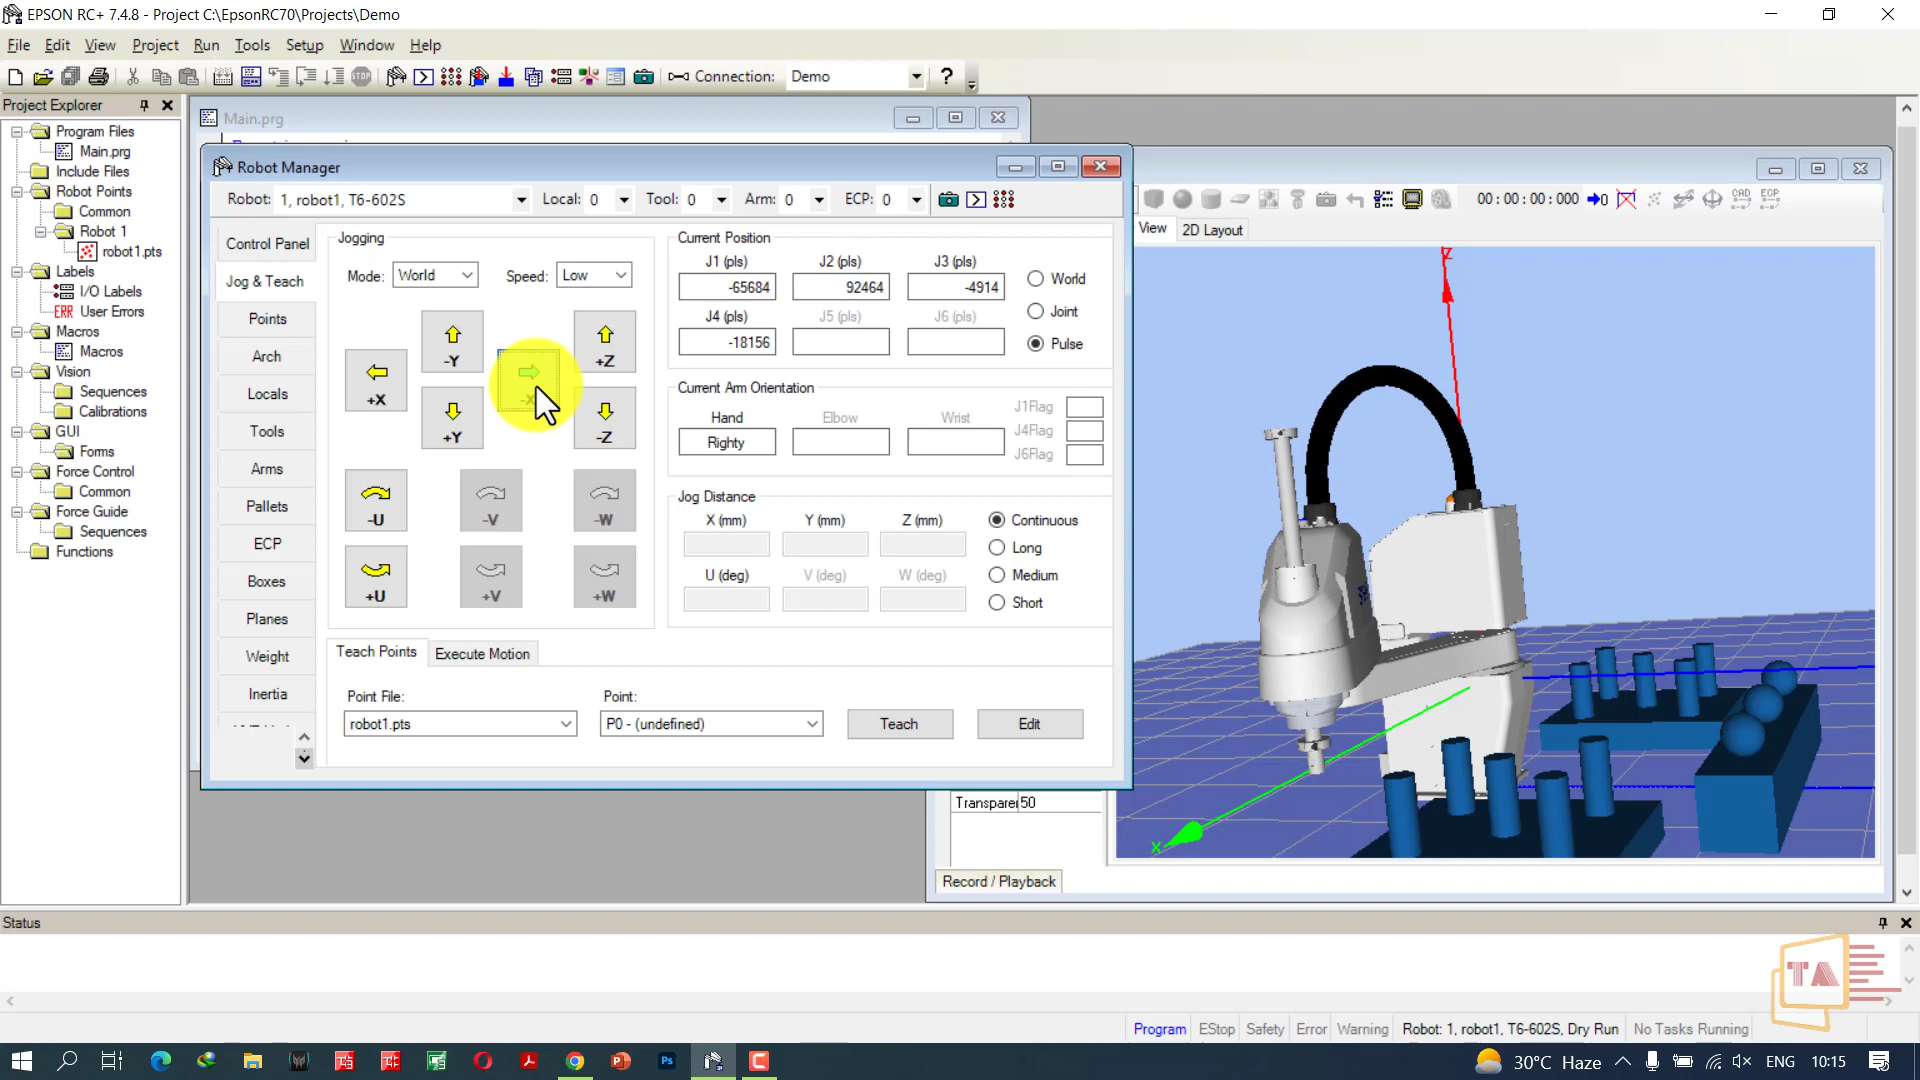 EPSON RC+ 7.4.8 - Project C:\EpsonRC70\Projects\Demo
File Edit View Project Run Tools Setup Window Help
STOP Connection: Demo ?
Project Explorer
Program Files
Main.prg
Include Files
Robot Points
Common
Robot 1
robot1.pts
Labels
I/O Labels
ERR User Errors
Macros
Macros
Vision
Sequences
Calibrations
GUI
Forms
Force Control
Common
Force Guide
Sequences
Functions
Main.prg
Robot Manager
Robot: 1, robot1, T6-602S Local: 0 Tool: 0 Arm: 0 ECP: 0
Control Panel
Jog & Teach
Points
Arch
Locals
Tools
Arms
Pallets
ECP
Boxes
Planes
Weight
Inertia
Jogging
Mode: World Speed: Low
-Y +Z
+X -X
+Y -Z
-U -V -W
+U +V +W
Current Position
J1 (pls) J2 (pls) J3 (pls)
-65684 92464 -4914
J4 (pls) J5 (pls) J6 (pls)
-18156
World
Joint
Pulse
Current Arm Orientation
Hand Elbow Wrist
Righty
J1Flag
J4Flag
J6Flag
Jog Distance
X (mm) Y (mm) Z (mm)
U (deg) V (deg) W (deg)
Continuous
Long
Medium
Short
Teach Points Execute Motion
Point File: Point:
robot1.pts P0 - (undefined) Teach Edit
00:00:00:000 CAD ECP
View 2D Layout
Z
X
Transparer 50
Record / Playback
Status
TA
Program EStop Safety Error Warning Robot: 1, robot1, T6-602S, Dry Run No Tasks Running
30°C Haze ENG 10:15